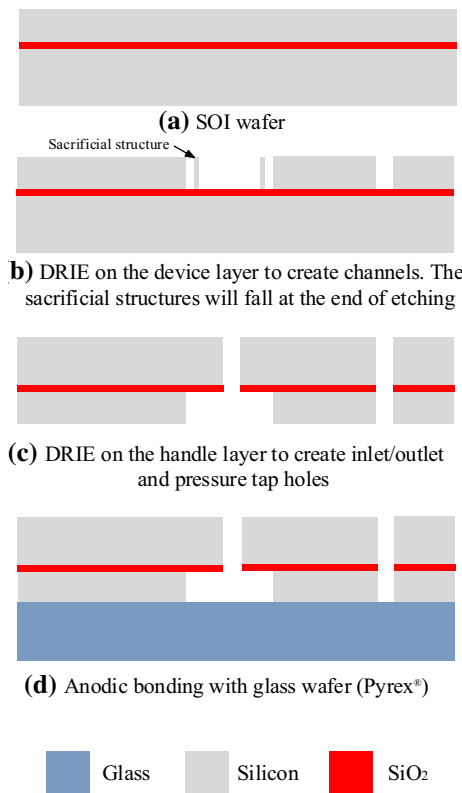 (a) SOI wafer
Sacrificial structure
b) DRIE on the device layer to create channels. The
sacrificial structures will fall at the end of etching
(c) DRIE on the handle layer to create inlet/outlet
and pressure tap holes
(d) Anodic bonding with glass wafer (Pyrex®)
Glass
Silicon
SiO₂